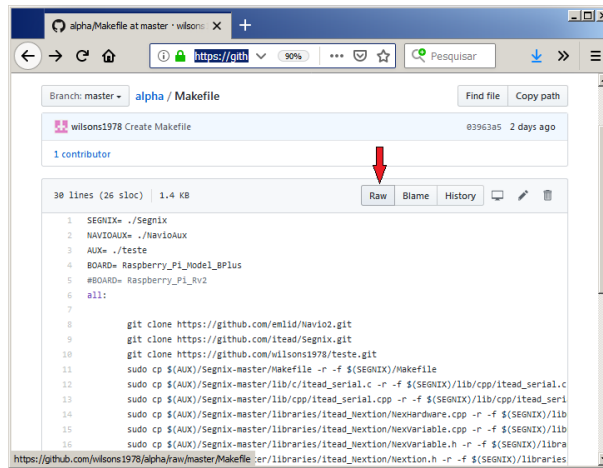 alpha/Makefile at master · wilsons
https://gith
90%
Pesquisar
Branch: master
alpha / Makefile
Find file
Copy path
wilsons1978 Create Makefile
03963a5 2 days ago
1 contributor
30 lines (26 sloc) 1.4 KB
Raw
Blame
History
1 SEGNIX= ./Segnix
2 NAVIOAUX= ./NavioAux
3 AUX= ./teste
4 BOARD= Raspberry_Pi_Model_BPlus
5 #BOARD= Raspberry_Pi_Rv2
6 all:
7
8 git clone https://github.com/emlid/Navio2.git
9 git clone https://github.com/itead/Segnix.git
10 git clone https://github.com/wilsons1978/teste.git
11 sudo cp $(AUX)/Segnix-master/Makefile -r -f $(SEGNIX)/Makefile
12 sudo cp $(AUX)/Segnix-master/lib/c/itead_serial.c -r -f $(SEGNIX)/lib/cpp/itead_serial.c
13 sudo cp $(AUX)/Segnix-master/lib/cpp/itead_serial.cpp -r -f $(SEGNIX)/lib/cpp/itead_seri
14 sudo cp $(AUX)/Segnix-master/libraries/itead_Nextion/NexHardware.cpp -r -f $(SEGNIX)/lib
15 sudo cp $(AUX)/Segnix-master/libraries/itead_Nextion/NexVariable.cpp -r -f $(SEGNIX)/lib
16 sudo cp $(AUX)/Segnix-master/libraries/itead_Nextion/NexVariable.h -r -f $(SEGNIX)/libra
https://github.com/wilsons1978/alpha/raw/master/Makefile er/libraries/itead_Nextion/Nextion.h -r -f $(SEGNIX)/libraries